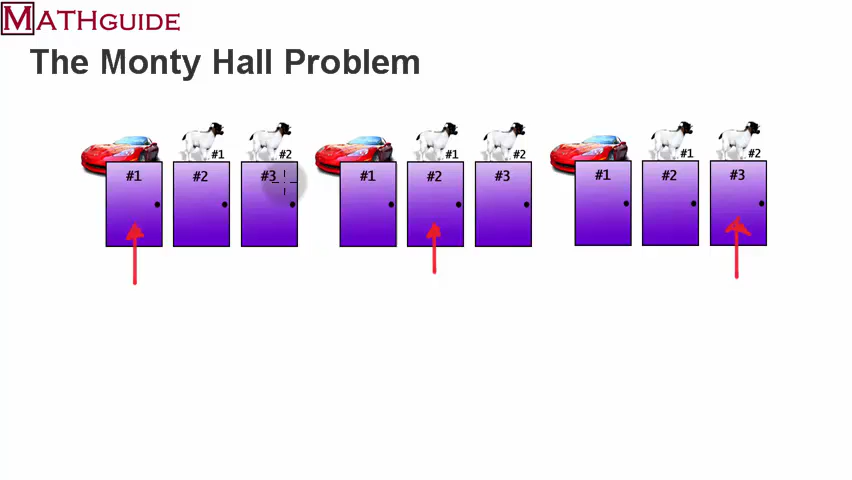 MATHGUIDE
The Monty Hall Problem
#1 #2 #1 #2 #1 #2
#1 #2 #3 #1 #2 #3 #1 #2 #3